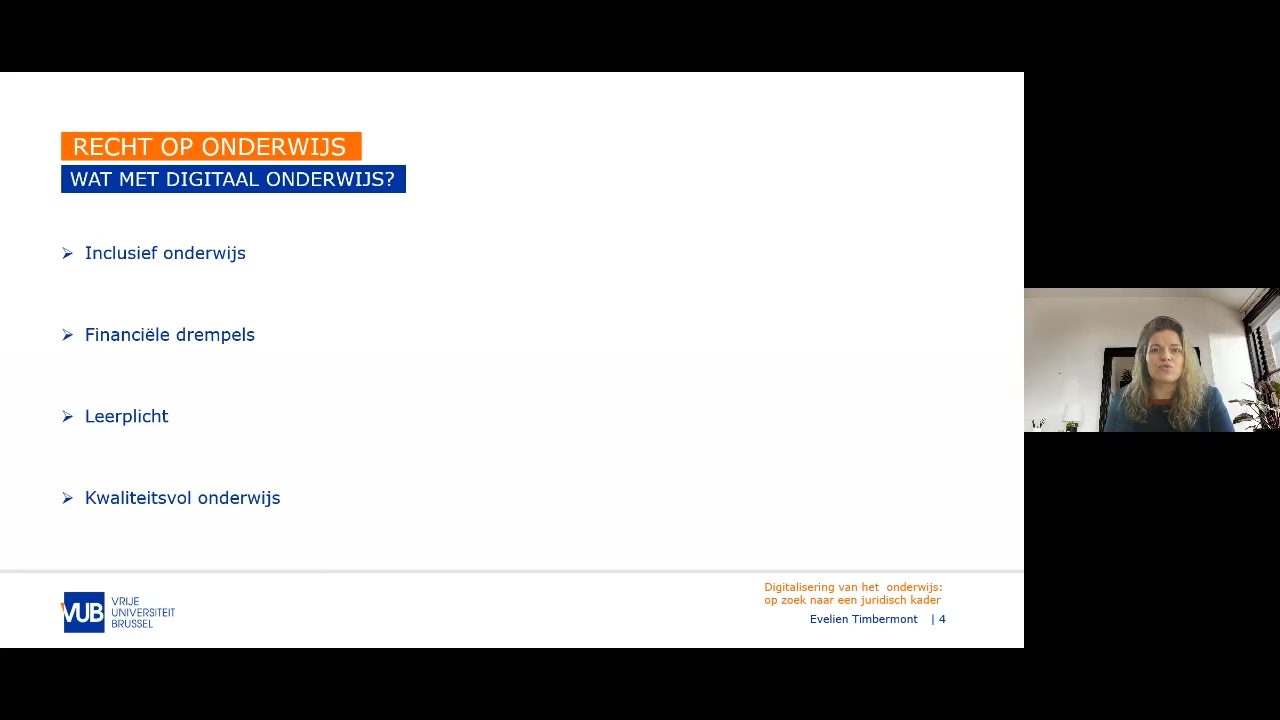 RECHT OP ONDERWIJS
WAT MET DIGITAAL ONDERWIJS?
➢ Inclusief onderwijs
➢ Financiële drempels
➢ Leerplicht
➢ Kwaliteitsvol onderwijs
VUB
VRIJE
UNIVERSITEIT
BRUSSEL
Digitalisering van het onderwijs:
op zoek naar een juridisch kader
Evelien Timbermont | 4